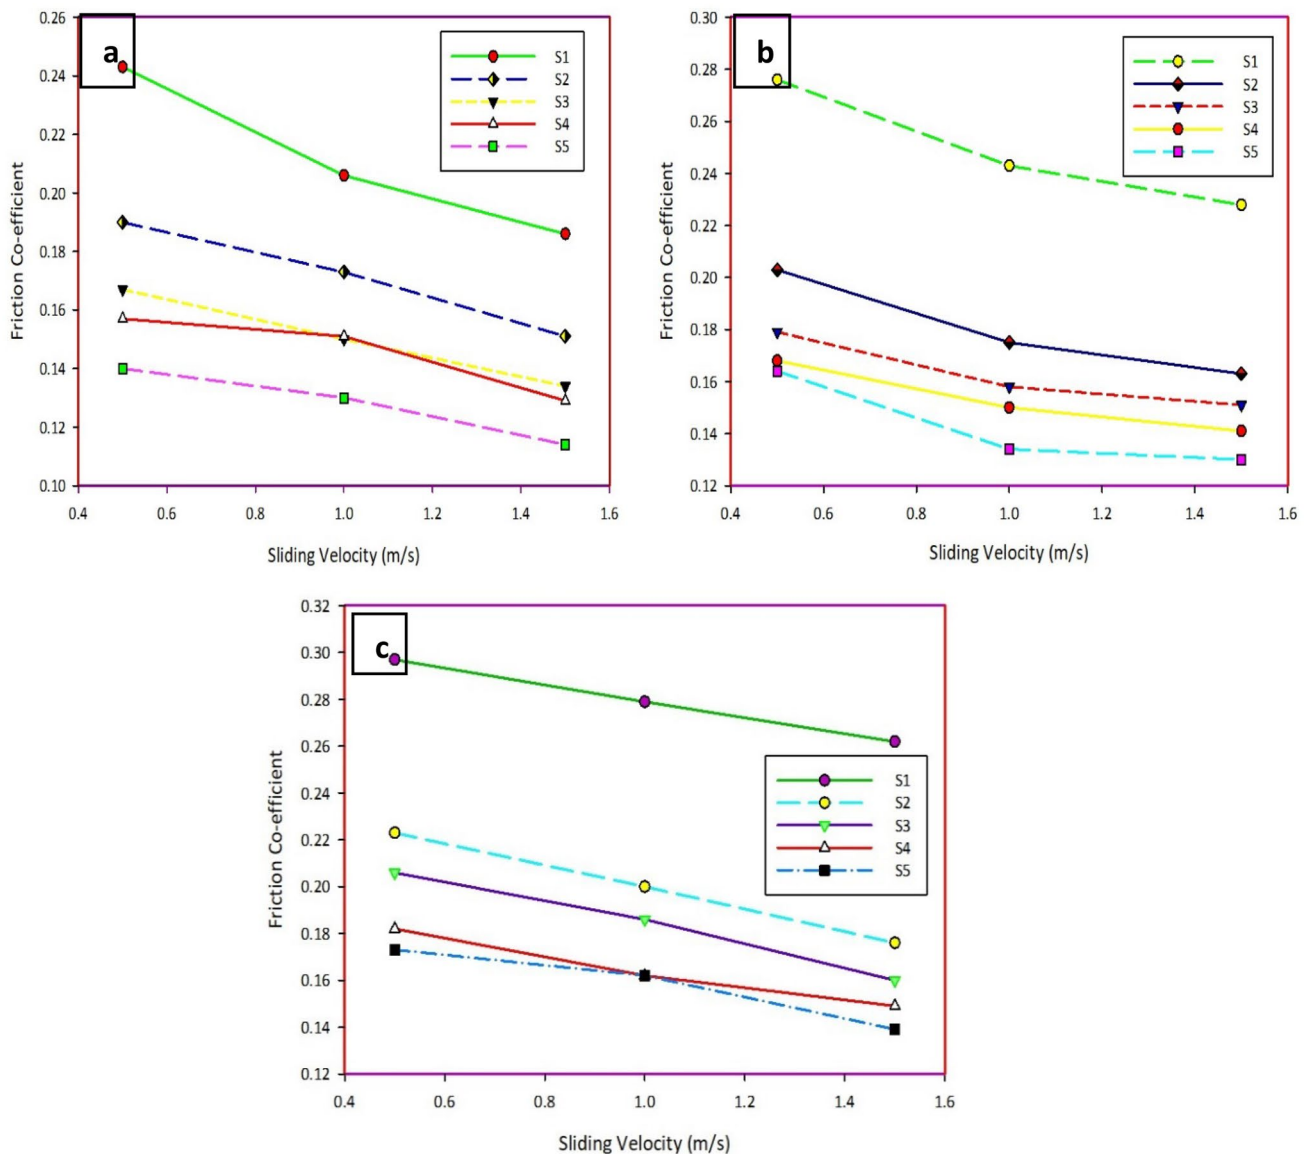 a
0.26
0.24
0.22
0.20
0.18
0.16
0.14
0.12
0.10
Friction Co-efficient
S1
S2
S3
S4
S5
0.4 0.6 0.8 1.0 1.2 1.4 1.6
Sliding Velocity (m/s)
b
0.30
0.28
0.26
0.24
0.22
0.20
0.18
0.16
0.14
0.12
Friction Co-efficient
S1
S2
S3
S4
S5
0.4 0.6 0.8 1.0 1.2 1.4 1.6
Sliding Velocity (m/s)
c
0.32
0.30
0.28
0.26
0.24
0.22
0.20
0.18
0.16
0.14
0.12
Friction Co-efficient
S1
S2
S3
S4
S5
0.4 0.6 0.8 1.0 1.2 1.4 1.6
Sliding Velocity (m/s)